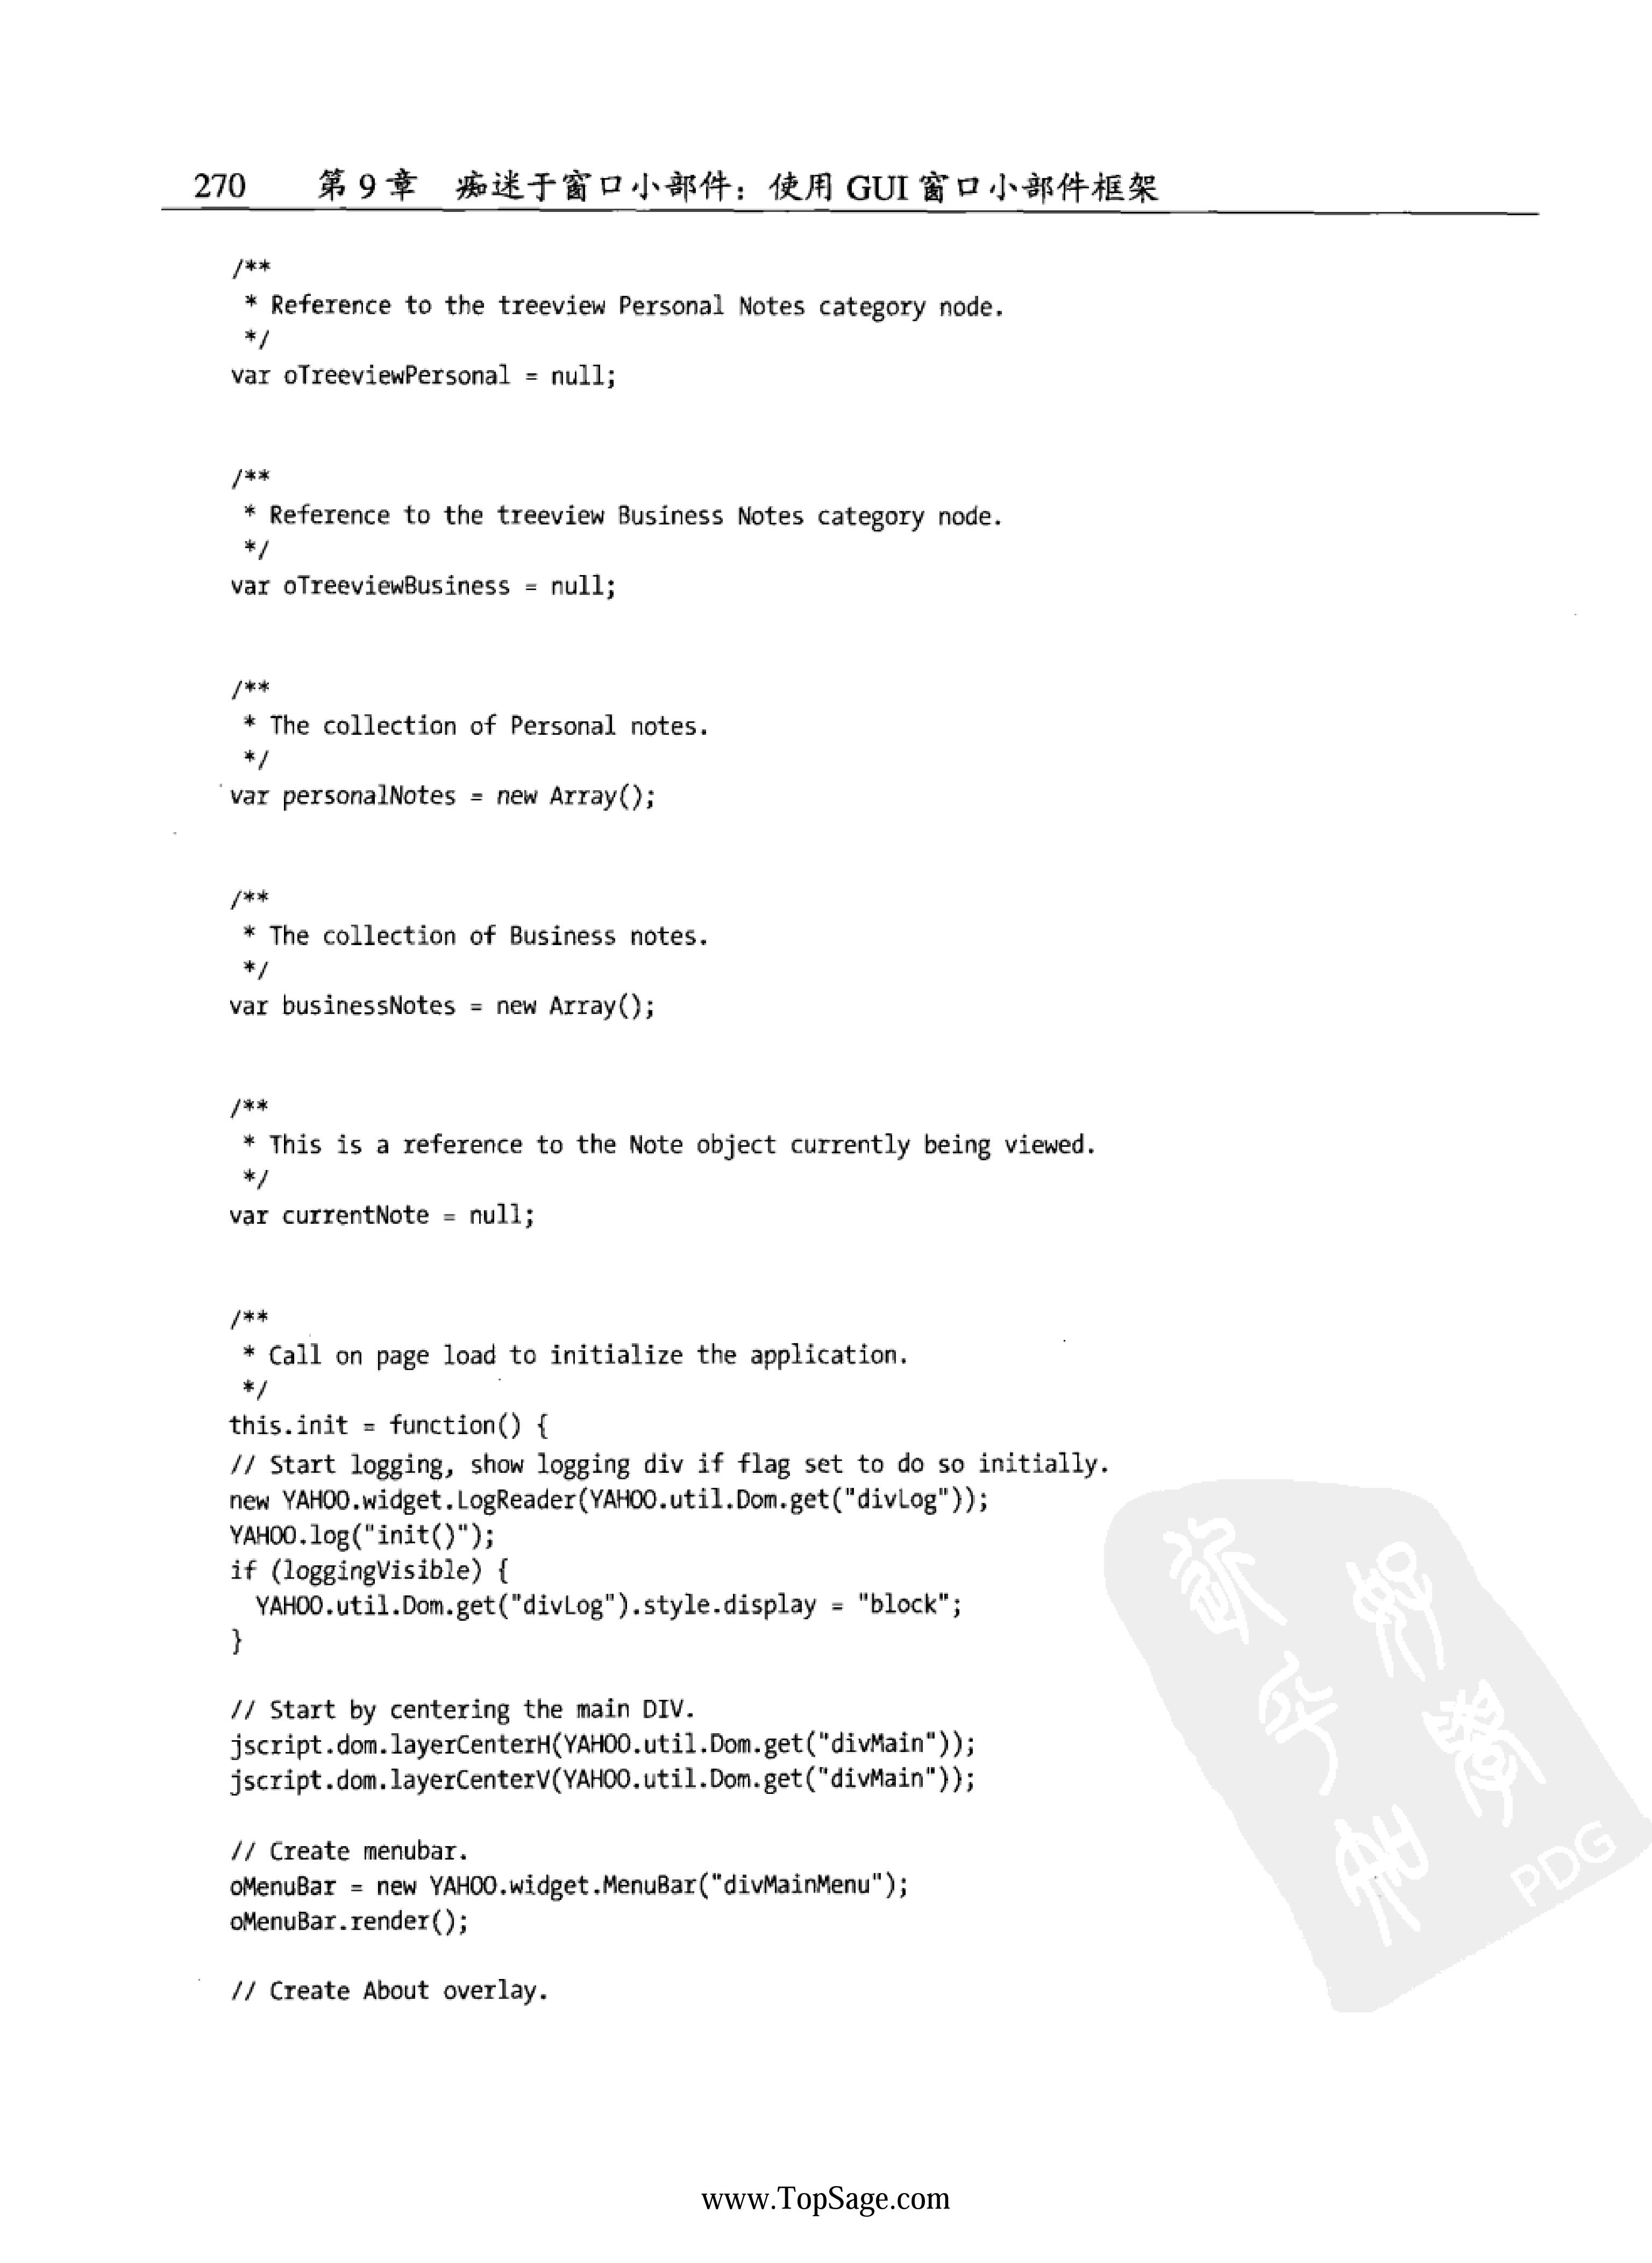 270 第 9 章 痴迷于窗口小部件：使用 GUI 窗口小部件框架
/**
 * Reference to the treeview Personal Notes category node.
 */
var oTreeviewPersonal = null;
/**
 * Reference to the treeview Business Notes category node.
 */
var oTreeviewBusiness = null;
/**
 * The collection of Personal notes.
 */
var personalNotes = new Array();
/**
 * The collection of Business notes.
 */
var businessNotes = new Array();
/**
 * This is a reference to the Note object currently being viewed.
 */
var currentNote = null;
/**
 * Call on page load to initialize the application.
 */
this.init = function() {
// Start logging, show logging div if flag set to do so initially.
new YAHOO.widget.LogReader(YAHOO.util.Dom.get("divLog"));
YAHOO.log("init()");
if (loggingVisible) {
  YAHOO.util.Dom.get("divLog").style.display = "block";
}
// Start by centering the main DIV.
jscript.dom.layerCenterH(YAHOO.util.Dom.get("divMain"));
jscript.dom.layerCenterV(YAHOO.util.Dom.get("divMain"));
// Create menubar.
oMenuBar = new YAHOO.widget.MenuBar("divMainMenu");
oMenuBar.render();
// Create About overlay.
PDG
www.TopSage.com